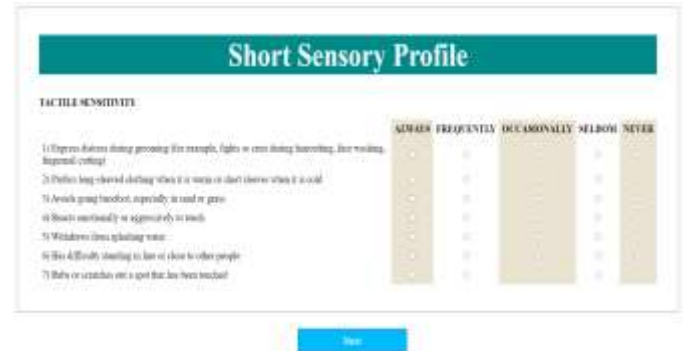 Short Sensory Profile
TACTILE SENSITIVITY
ALWAYS FREQUENTLY OCCASIONALLY SELDOM NEVER
1) Express distress during grooming (for example, fights or cries during haircutting, face washing,
fingernail cutting)
2) Prefers long-sleeved clothing when it is warm or short sleeves when it is cold
3) Avoids going barefoot, especially in sand or grass
4) Reacts emotionally or aggressively to touch
5) Withdraws from splashing water
6) Has difficulty standing in line or close to other people
7) Rubs or scratches out a spot that has been touched
Next